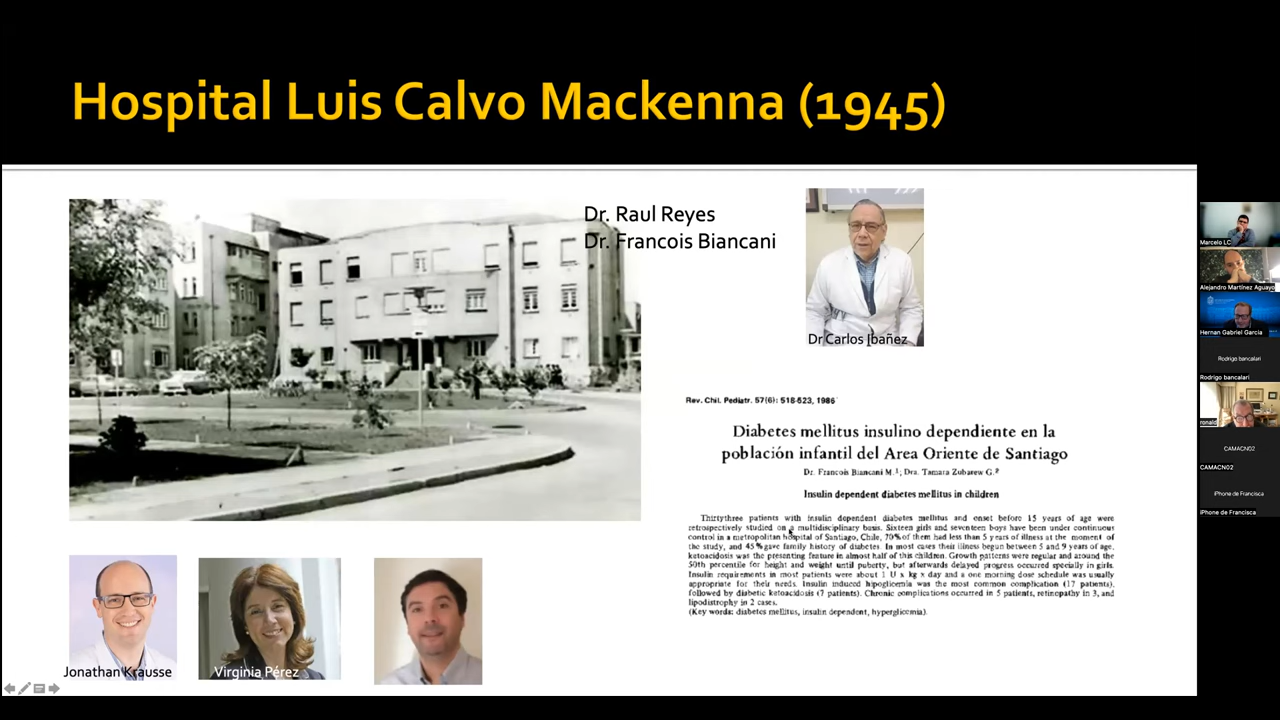 Hospital Luis Calvo Mackenna (1945)
Dr. Raul Reyes
Dr. Francois Biancani
Dr Carlos Ibañez
Rev. Chil. Pediatr. 57(6): 518-523, 1986
Diabetes mellitus insulino dependiente en la
población infantil del Area Oriente de Santiago
Dr. Francois Biancani M.¹; Dra. Tamara Zubarew G.²
Insulin dependent diabetes mellitus in children
Thirtythree patients with insulin dependent diabetes mellitus and onset before 15 years of age were
retrospectively studied on a multidisciplinary basis. Sixteen girls and seventeen boys have been under continuous
control in a metropolitan hospital of Santiago, Chile, 70% of them had less than 5 years of illness at the moment of
the study, and 45% gave family history of diabetes. In most cases their illness begun between 5 and 9 years of age,
ketoacidosis was the presenting feature in almost half of this children. Growth patterns were regular and around the
50th percentile for height and weight until puberty, but afterwards delayed progress occurred specially in girls.
Insulin requirements in most patients were about 1 U x kg x day and a one morning dose schedule was usually
appropriate for their needs. Insulin induced hipoglicemia was the most common complication (17 patients),
followed by diabetic ketoacidosis (7 patients). Chronic complications occurred in 5 patients, retinopathy in 3, and
lipodistrophy in 2 cases.
(Key words: diabetes mellitus, insulin dependent, hyperglicemia).
Jonathan Krausse
Virginia Pérez
Marcelo LC
Alejandro Martínez Aguayo
Hernan Gabriel Garcia
Rodrigo bancalari
Rodrigo bancalari
ronald
CAMACN02
CAMACN02
iPhone de Francisca
iPhone de Francisca